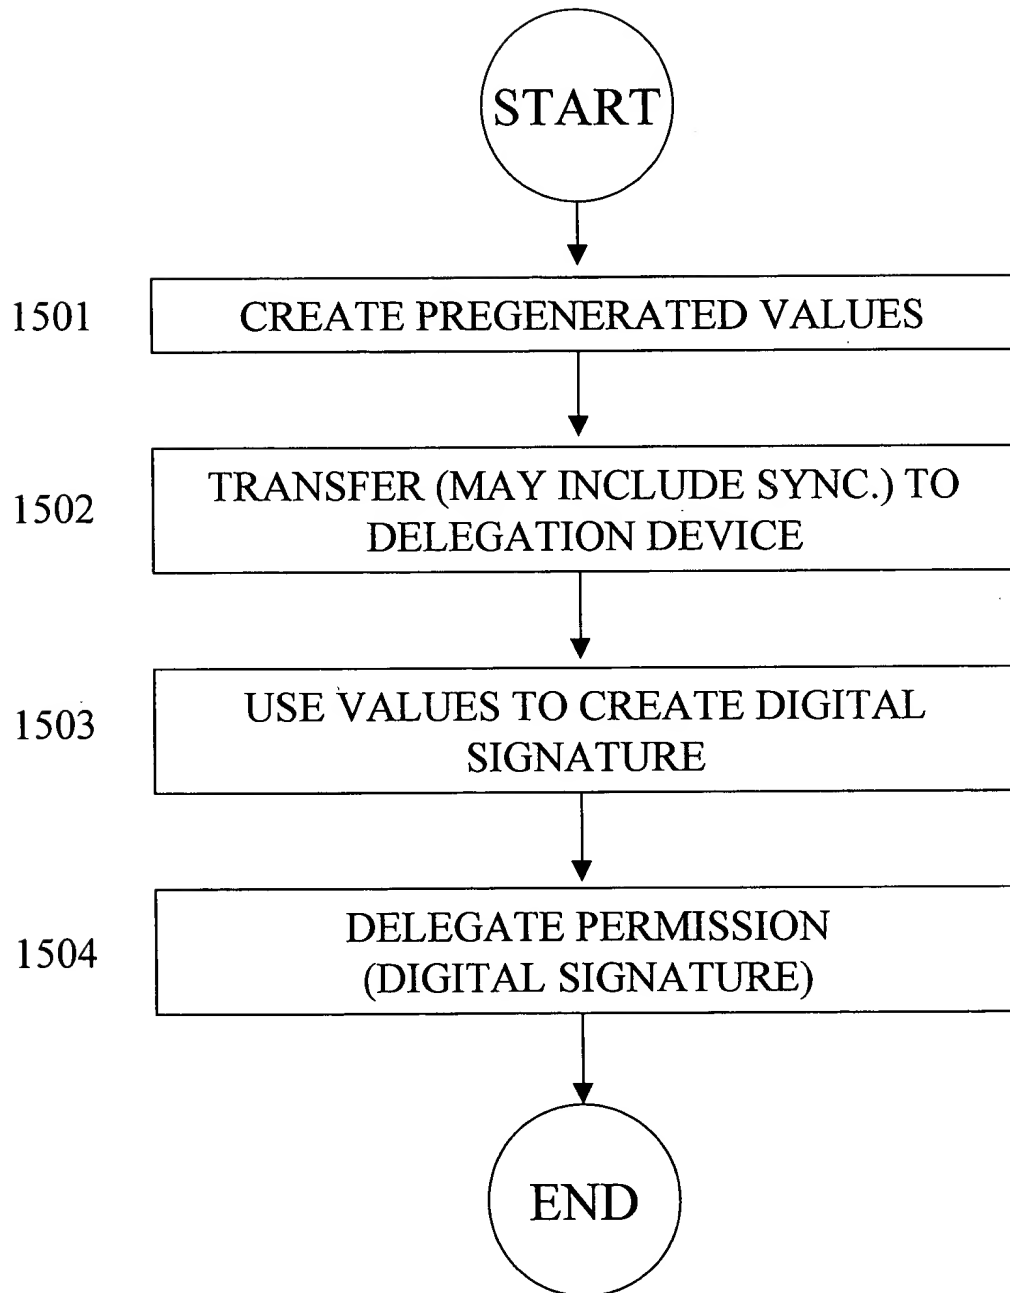 START
1501 CREATE PREGENERATED VALUES
1502 TRANSFER (MAY INCLUDE SYNC.) TO
DELEGATION DEVICE
1503 USE VALUES TO CREATE DIGITAL
SIGNATURE
1504 DELEGATE PERMISSION
(DIGITAL SIGNATURE)
END